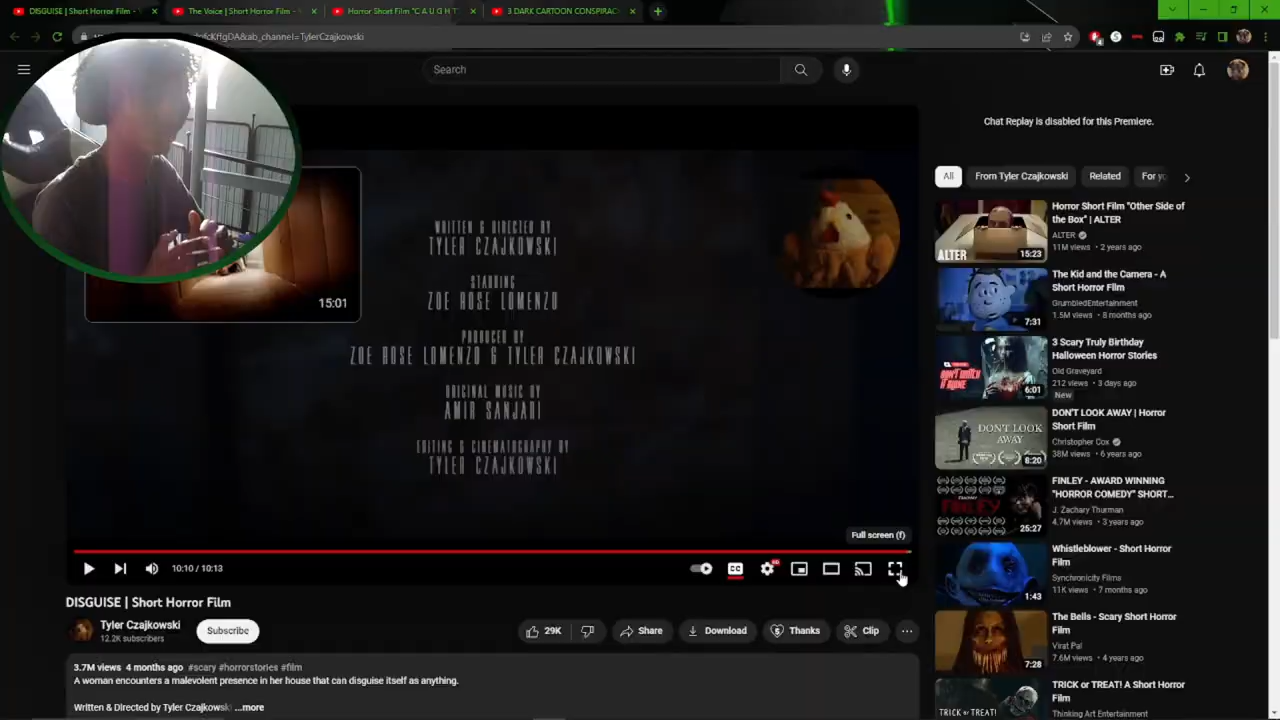 DISGUISE | Short Horror Film -
The Voice | Short Horror Film -
Horror Short Film "C A U G H T
3 DARK CARTOON CONSPIRAC
KffgDA&ab_channel=TylerCzajkowski
Search
Chat Replay is disabled for this Premiere.
All
From Tyler Czajkowski
Related
For yo
WRITTEN & DIRECTED BY
TYLER CZAJKOWSKI
STARRING
ZOE ROSE LOMENZO
PRODUCED BY
ZOE ROSE LOMENZO & TYLER CZAJKOWSKI
ORIGINAL MUSIC BY
AMIR SANJARI
EDITING & CINEMATOGRAPHY BY
TYLER CZAJKOWSKI
15:01
Full screen (f)
10:10 / 10:13
CC
HD
DISGUISE | Short Horror Film
Tyler Czajkowski
12.2K subscribers
Subscribe
29K
Share
Download
Thanks
Clip
3.7M views 4 months ago #scary #horrorstories #film
A woman encounters a malevolent presence in her house that can disguise itself as anything.
Written & Directed by Tyler Czajkowski ...more
ALTER
15:23
Horror Short Film "Other Side of
the Box" | ALTER
ALTER
11M views • 2 years ago
7:31
The Kid and the Camera - A
Short Horror Film
GrumbledEntertainment
1.5M views • 8 months ago
6:01
3 Scary Truly Birthday
Halloween Horror Stories
Old Graveyard
212 views • 3 days ago
New
DON'T LOOK
AWAY
8:20
DON'T LOOK AWAY | Horror
Short Film
Christopher Cox
38M views • 6 years ago
FINLEY
25:27
FINLEY - AWARD WINNING
"HORROR COMEDY" SHORT...
J. Zachary Thurman
4.7M views • 3 years ago
1:43
Whistleblower - Short Horror
Film
Synchronicity Films
11K views • 7 months ago
7:28
The Bells - Scary Short Horror
Film
Virat Pal
7.6M views • 4 years ago
TRICK or TREAT!
TRICK or TREAT! A Short Horror
Film
Thinking Art Entertainment